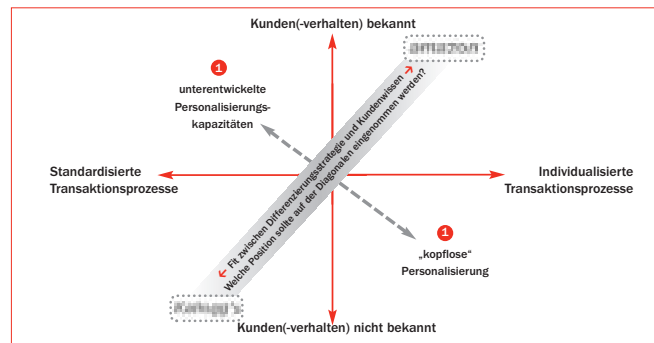 Kunden(-verhalten) bekannt
amazon
1
unterentwickelte
Personalisierungs-
kapazitäten
Fit zwischen Differenzierungsstrategie und Kundenwissen
Welche Position sollte auf der Diagonalen eingenommen werden?
Standardisierte
Transaktionsprozesse
Individualisierte
Transaktionsprozesse
1
„kopflose“
Personalisierung
Kunden(-verhalten) nicht bekannt